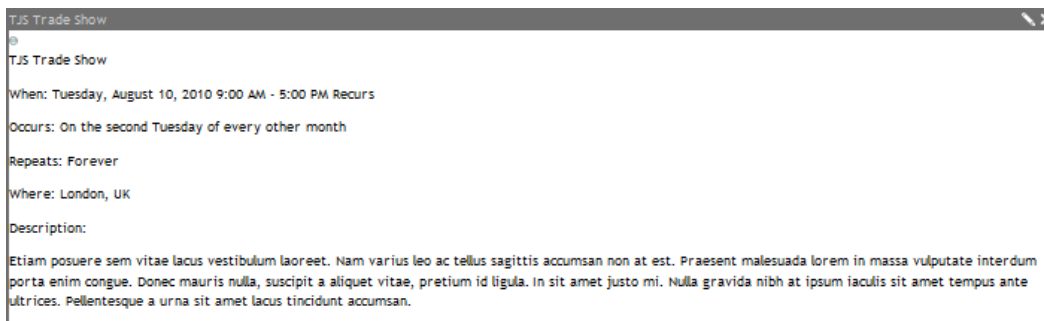 TJS Trade Show
TJS Trade Show
When: Tuesday, August 10, 2010 9:00 AM - 5:00 PM Recurs
Occurs: On the second Tuesday of every other month
Repeats: Forever
Where: London, UK
Description:
Etiam posuere sem vitae lacus vestibulum laoreet. Nam varius leo ac tellus sagittis accumsan non at est. Praesent malesuada lorem in massa vulputate interdum
porta enim congue. Donec mauris nulla, suscipit a aliquet vitae, pretium id ligula. In sit amet justo mi. Nulla gravida nibh at ipsum iaculis sit amet tempus ante
ultrices. Pellentesque a urna sit amet lacus tincidunt accumsan.